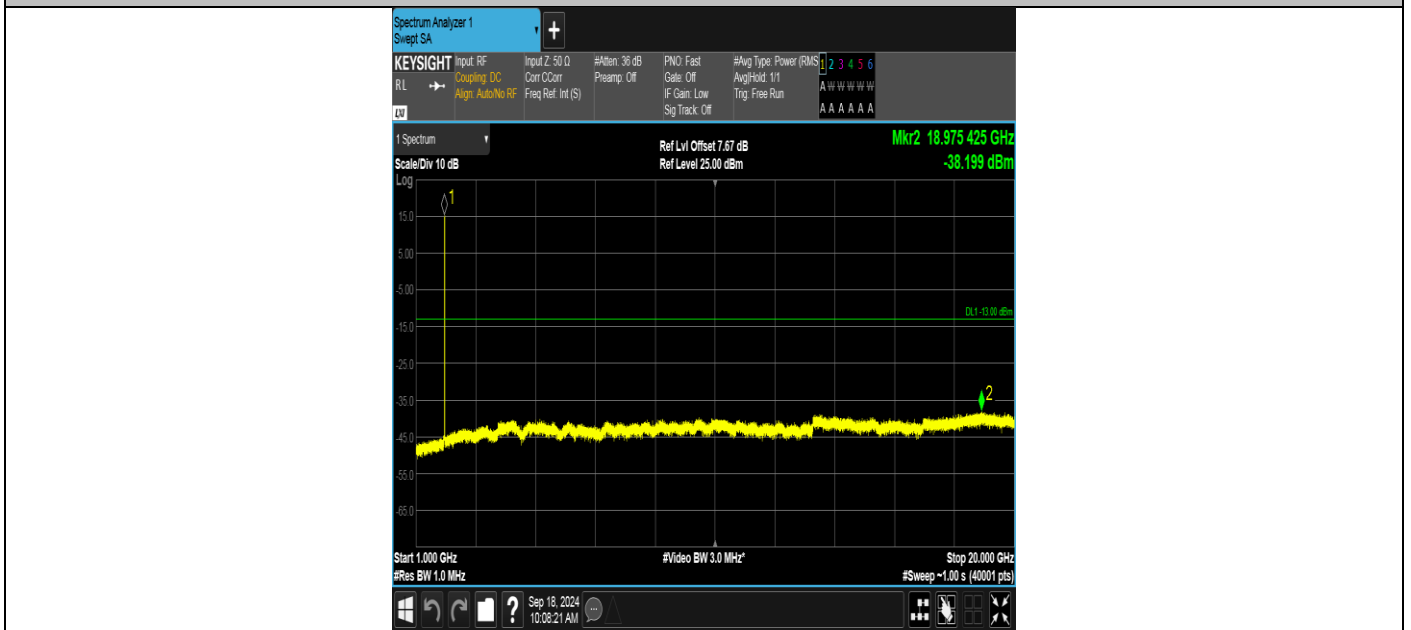 Spectrum Analyzer 1
Swept SA
+
KEYSIGHT
RL
LXI
Input: RF
Coupling: DC
Align: Auto/No RF
Input Z: 50 Ω
Corr CCorr
Freq Ref: Int (S)
#Atten: 36 dB
Preamp: Off
PNO: Fast
Gate: Off
IF Gain: Low
Sig Track: Off
#Avg Type: Power (RMS
Avg|Hold: 1/1
Trig: Free Run
1 2 3 4 5 6
A W W W W W
A A A A A A
1 Spectrum
Scale/Div 10 dB
Ref Lvl Offset 7.67 dB
Ref Level 25.00 dBm
Mkr2 18.975 425 GHz
-38.199 dBm
Log
1
15.0
5.00
-5.00
DL1 -13.00 dBm
-15.0
-25.0
-35.0
2
-45.0
-55.0
-65.0
Start 1.000 GHz
#Res BW 1.0 MHz
#Video BW 3.0 MHz*
Stop 20.000 GHz
#Sweep ~1.00 s (40001 pts)
?
Sep 18, 2024
10:08:21 AM